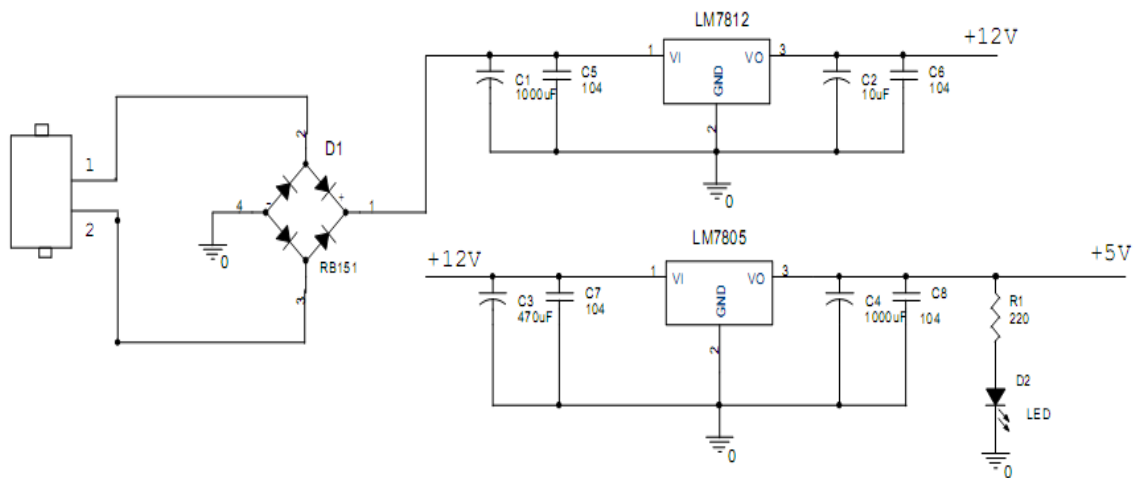 LM7812
1
VI
VO
3
+12V
GND
2
C1
1000uF
C5
104
C2
10uF
C6
104
0
1
2
2
D1
-
+
4
1
3
RB151
0
LM7805
+12V
1
VI
VO
3
+5V
GND
2
C3
470uF
C7
104
C4
1000uF
C8
104
R1
220
D2
LED
0
0